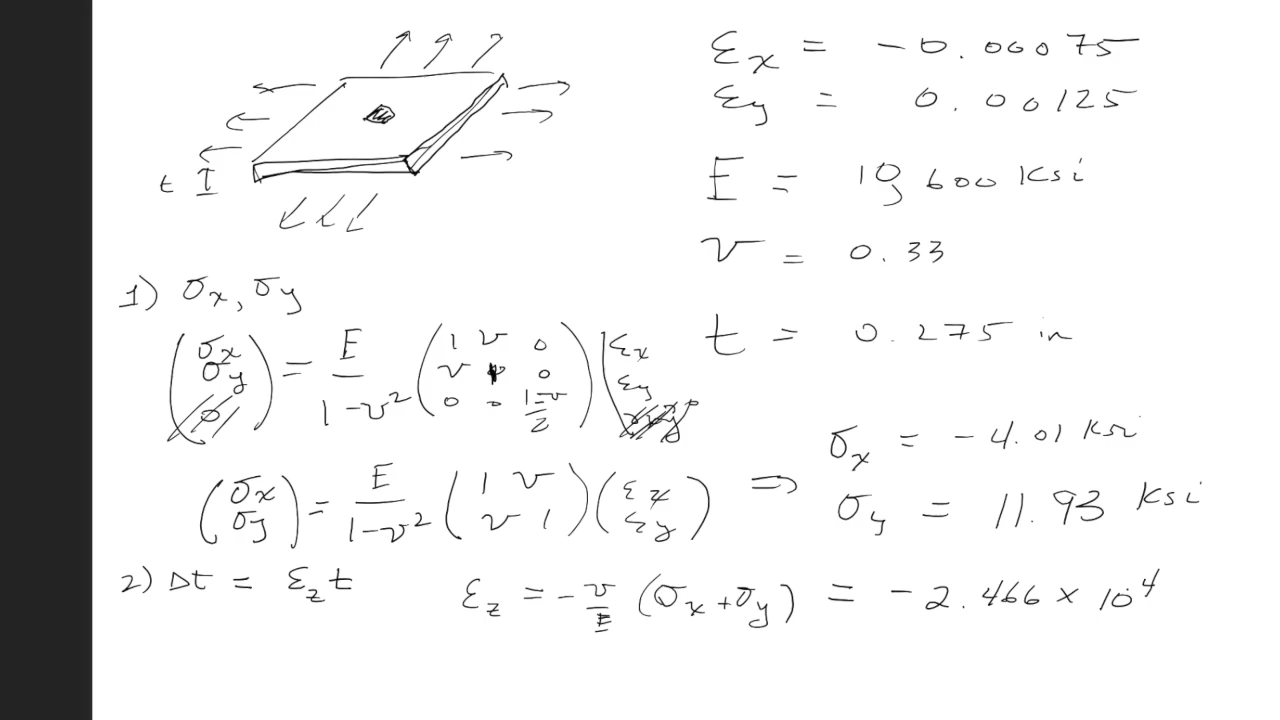 εx = -0.00075
εy = 0.00125
E = 10,600 Ksi
t I
ν = 0.33
1) σx, σy
t = 0.275 in
(σx σy 0) = E/(1-ν²) (1 ν 0; ν 1 0; 0 0 (1-ν)/2) (εx εy
σx = -4.01 Ksi
(σx σy) = E/(1-ν²) (1 ν; ν 1) (εx εy) ⇒ σy = 11.93 Ksi
2) Δt = εz t εz = -ν/E (σx + σy) = -2.466 × 10⁻⁴